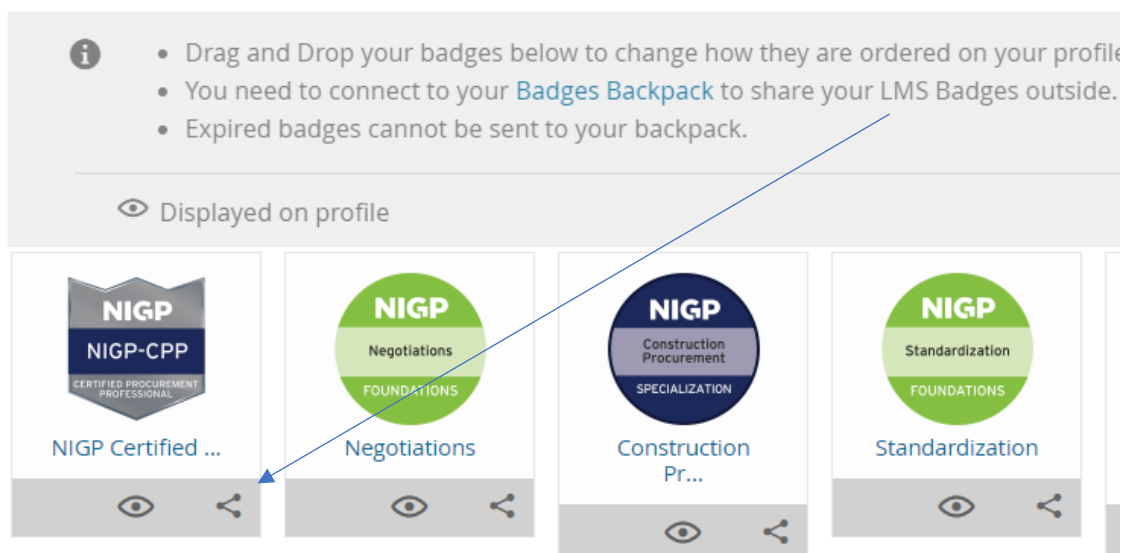 Drag and Drop your badges below to change how they are ordered on your profile
You need to connect to your Badges Backpack to share your LMS Badges outside.
Expired badges cannot be sent to your backpack.
Displayed on profile
NIGP
NIGP-CPP
CERTIFIED PROCUREMENT
PROFESSIONAL
NIGP Certified ...
NIGP
Negotiations
FOUNDATIONS
Negotiations
NIGP
Construction
Procurement
SPECIALIZATION
Construction
Pr...
NIGP
Standardization
FOUNDATIONS
Standardization